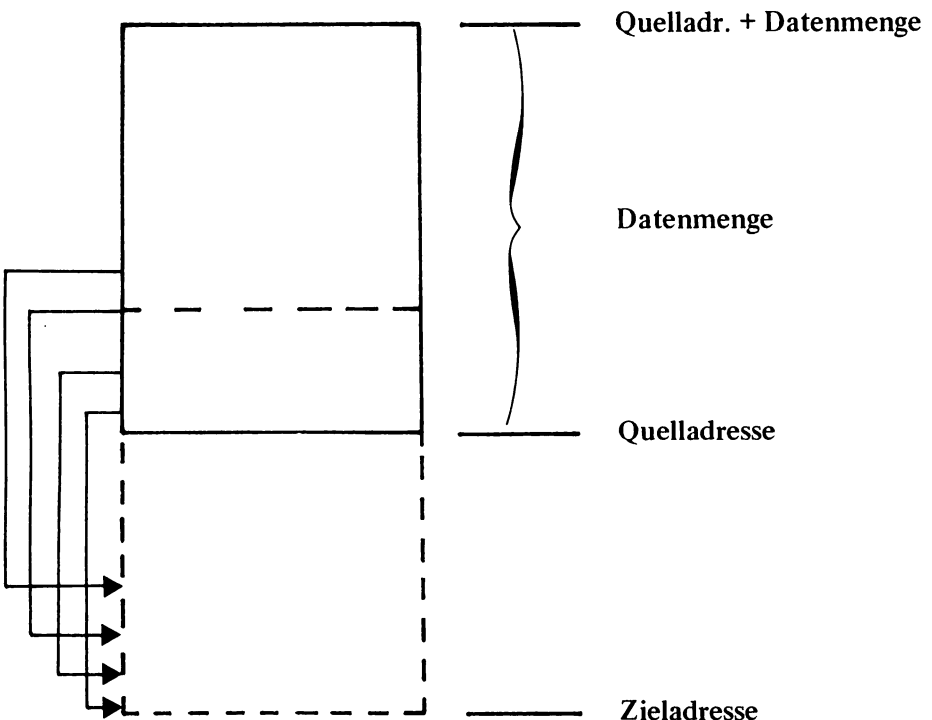 Quelladr. + Datenmenge
Datenmenge
Quelladresse
Zieladresse